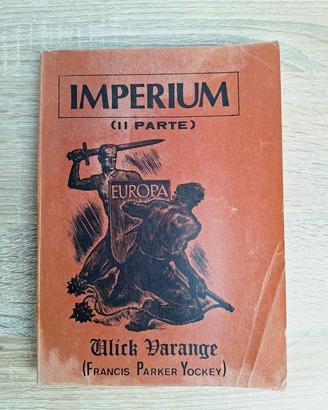 IMPERIUM
(II PARTE)
EUROPA
Ulick Varange
(FRANCIS PARKER YOCKEY)